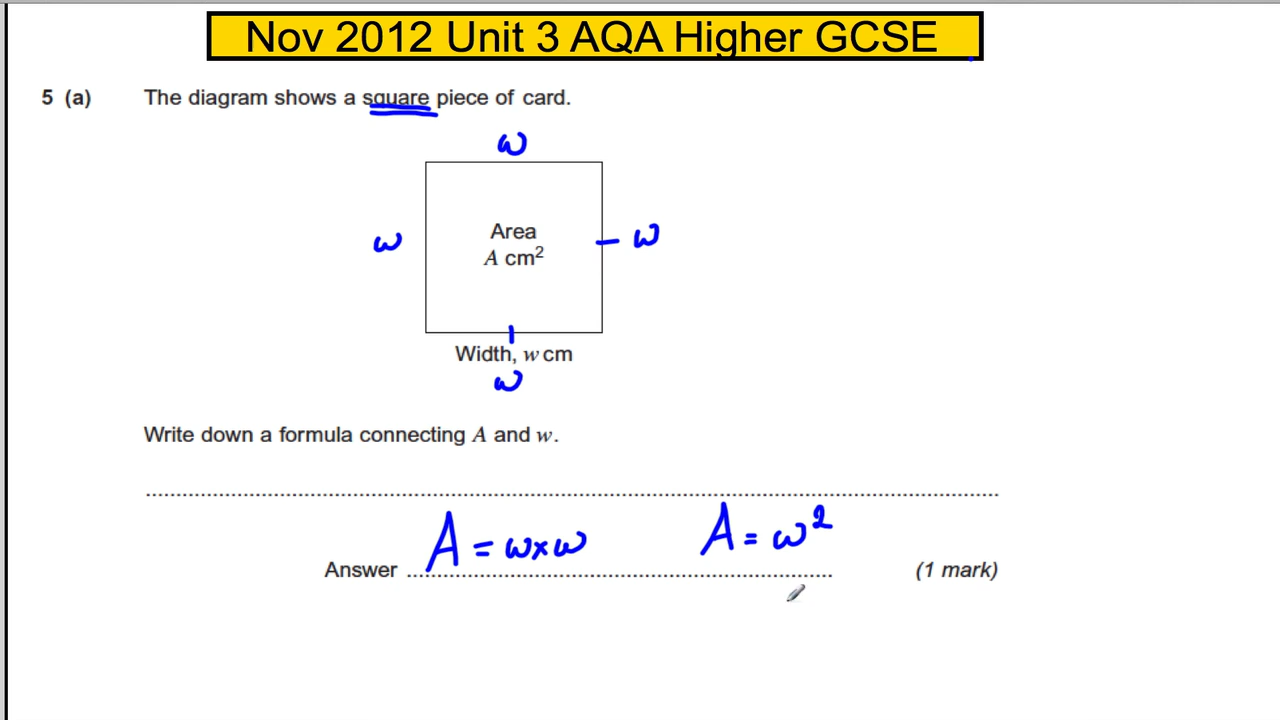 Nov 2012 Unit 3 AQA Higher GCSE
5 (a) The diagram shows a square piece of card.
w
Area
w w
A cm²
Width, w cm
w
Write down a formula connecting A and w.
A = w × w A = w²
Answer (1 mark)